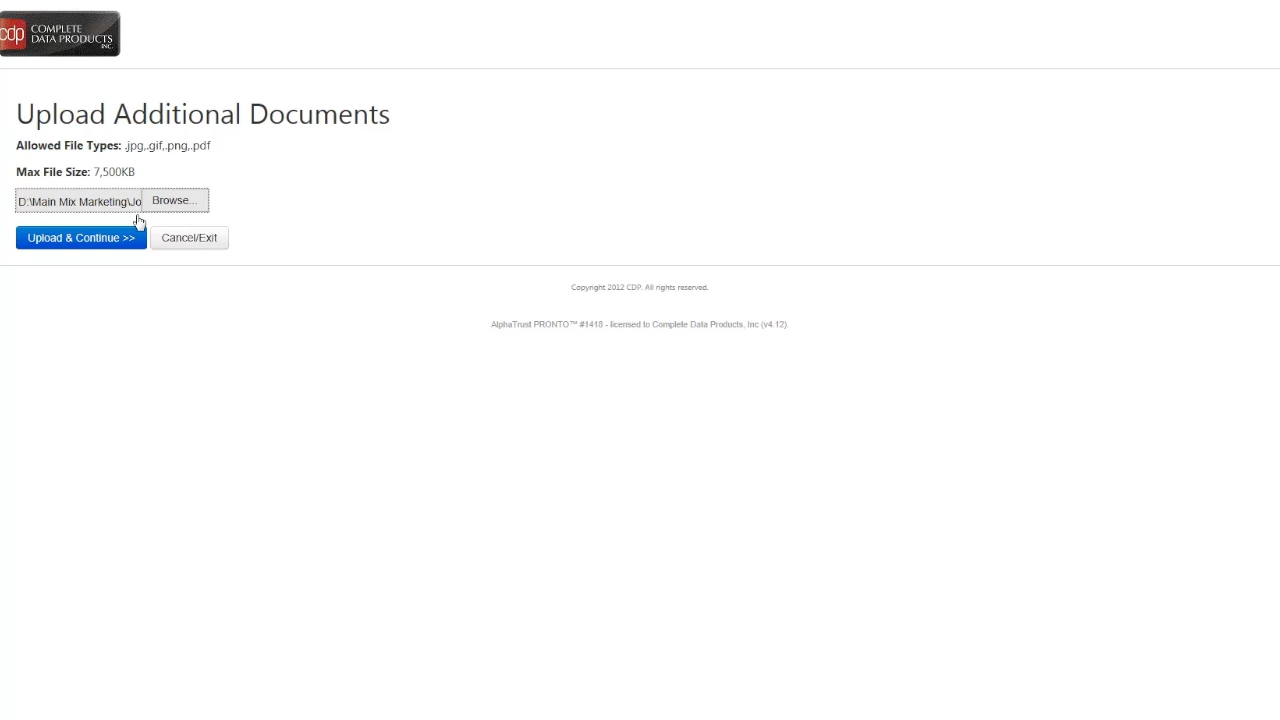 cdp COMPLETE
DATA PRODUCTS
INC.
Upload Additional Documents
Allowed File Types: .jpg,.gif,.png,.pdf
Max File Size: 7,500KB
D:\Main Mix Marketing\Jo Browse...
Upload & Continue >> Cancel/Exit
Copyright 2012 CDP. All rights reserved.
AlphaTrust PRONTO™ #1418 - licensed to Complete Data Products, Inc (v4.12)